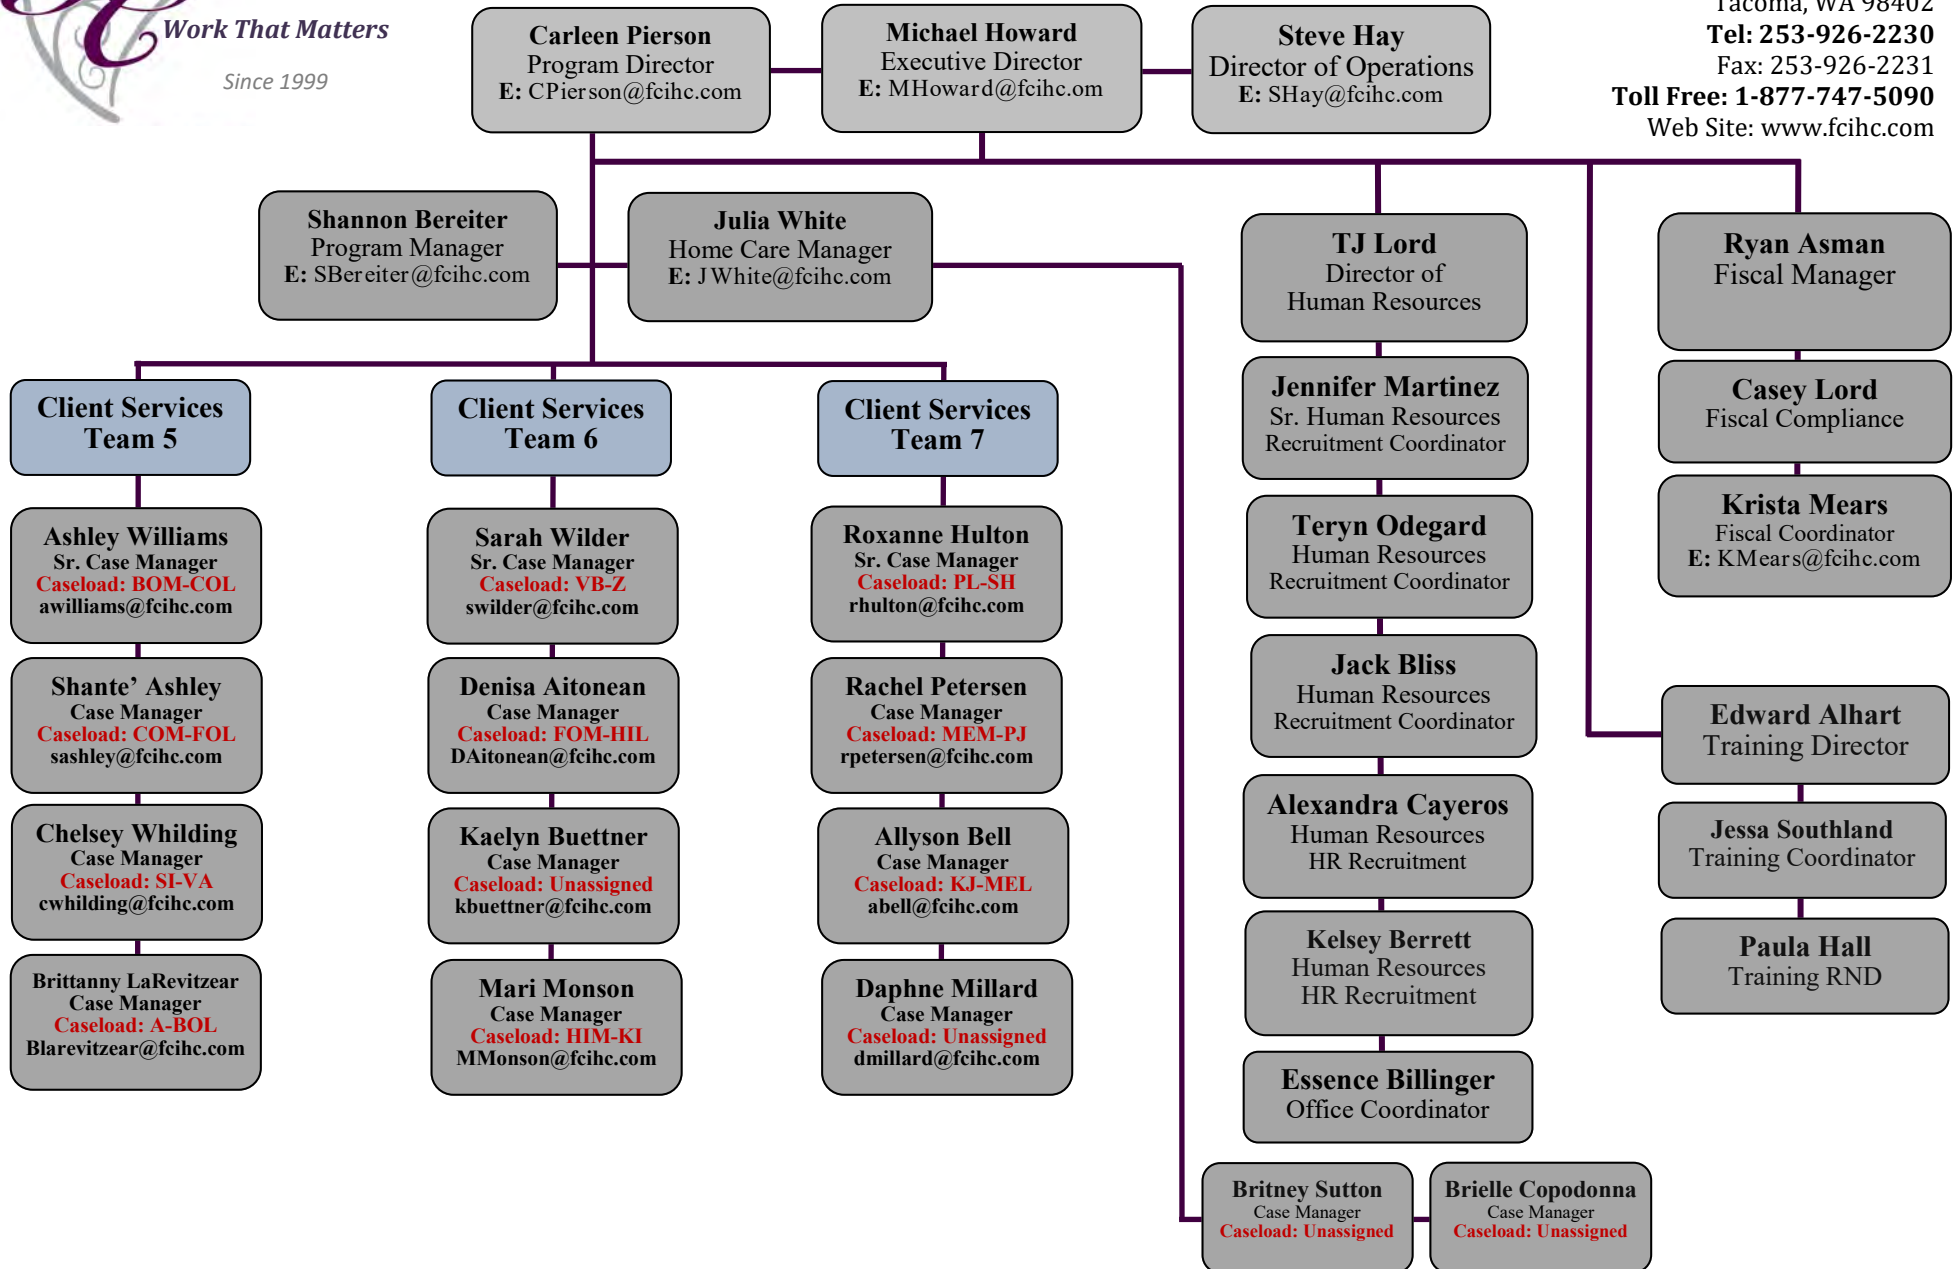 Work That Matters
Since 1999
Carleen Pierson
Program Director
E: CPierson@fcihc.com
Michael Howard
Executive Director
E: MHoward@fcihc.om
Steve Hay
Director of Operations
E: SHay@fcihc.com
Tacoma, WA 98402
Tel: 253-926-2230
Fax: 253-926-2231
Toll Free: 1-877-747-5090
Web Site: www.fcihc.com
Shannon Bereiter
Program Manager
E: SBereiter@fcihc.com
Julia White
Home Care Manager
E: JWhite@fcihc.com
TJ Lord
Director of
Human Resources
Ryan Asman
Fiscal Manager
Client Services
Team 5
Client Services
Team 6
Client Services
Team 7
Jennifer Martinez
Sr. Human Resources
Recruitment Coordinator
Casey Lord
Fiscal Compliance
Ashley Williams
Sr. Case Manager
Caseload: BOM-COL
awilliams@fcihc.com
Sarah Wilder
Sr. Case Manager
Caseload: VB-Z
swilder@fcihc.com
Roxanne Hulton
Sr. Case Manager
Caseload: PL-SH
rhulton@fcihc.com
Teryn Odegard
Human Resources
Recruitment Coordinator
Krista Mears
Fiscal Coordinator
E: KMears@fcihc.com
Shante’ Ashley
Case Manager
Caseload: COM-FOL
sashley@fcihc.com
Denisa Aitonean
Case Manager
Caseload: FOM-HIL
DAitonean@fcihc.com
Rachel Petersen
Case Manager
Caseload: MEM-PJ
rpetersen@fcihc.com
Jack Bliss
Human Resources
Recruitment Coordinator
Edward Alhart
Training Director
Chelsey Whilding
Case Manager
Caseload: SI-VA
cwhilding@fcihc.com
Kaelyn Buettner
Case Manager
Caseload: Unassigned
kbuettner@fcihc.com
Allyson Bell
Case Manager
Caseload: KJ-MEL
abell@fcihc.com
Alexandra Cayeros
Human Resources
HR Recruitment
Jessa Southland
Training Coordinator
Brittanny LaRevitzear
Case Manager
Caseload: A-BOL
Blarevitzear@fcihc.com
Mari Monson
Case Manager
Caseload: HIM-KI
MMonson@fcihc.com
Daphne Millard
Case Manager
Caseload: Unassigned
dmillard@fcihc.com
Kelsey Berrett
Human Resources
HR Recruitment
Paula Hall
Training RND
Essence Billinger
Office Coordinator
Britney Sutton
Case Manager
Caseload: Unassigned
Brielle Copodonna
Case Manager
Caseload: Unassigned